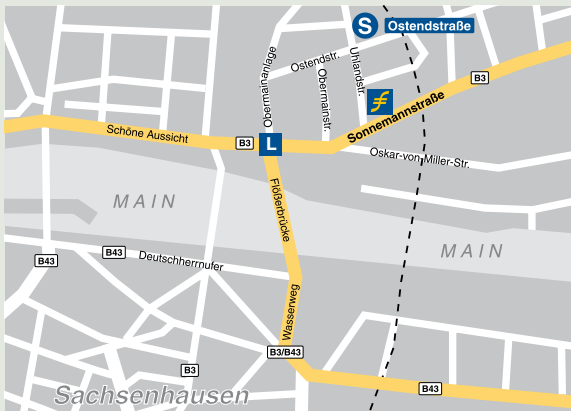 S Ostendstraße
Ostendstr.
Uhlandstr.
Obermainanlage
Obermainstr.
B3
Sonnemannstraße
Schöne Aussicht
B3
L
Oskar-von Miller-Str.
Flößerbrücke
MAIN
MAIN
B43
B43
Deutschherrnufer
Wasserweg
B3/B43
B3
B43
Sachsenhausen